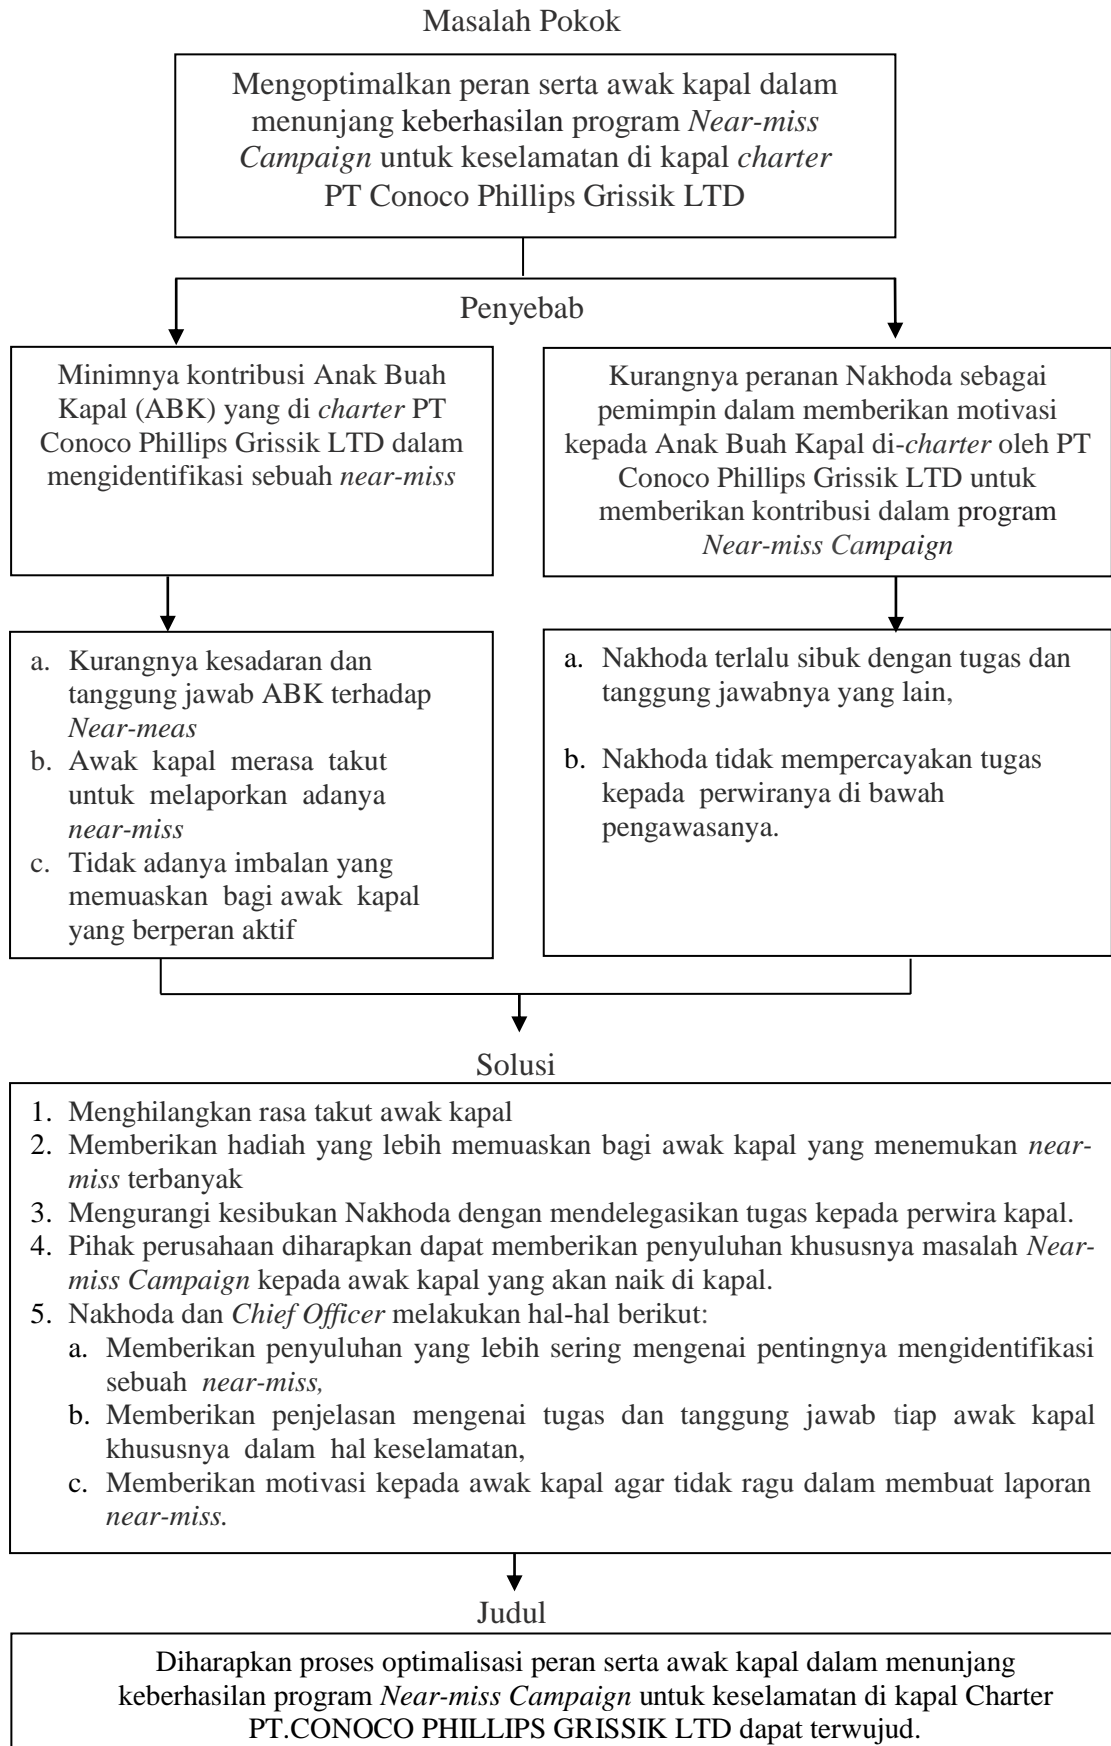 Masalah Pokok
Mengoptimalkan peran serta awak kapal dalam
menunjang keberhasilan program Near-miss
Campaign untuk keselamatan di kapal charter
PT Conoco Phillips Grissik LTD
Penyebab
Minimnya kontribusi Anak Buah
Kapal (ABK) yang di charter PT
Conoco Phillips Grissik LTD dalam
mengidentifikasi sebuah near-miss
Kurangnya peranan Nakhoda sebagai
pemimpin dalam memberikan motivasi
kepada Anak Buah Kapal di-charter oleh PT
Conoco Phillips Grissik LTD untuk
memberikan kontribusi dalam program
Near-miss Campaign
a. Kurangnya kesadaran dan
tanggung jawab ABK terhadap
Near-meas
b. Awak kapal merasa takut
untuk melaporkan adanya
near-miss
c. Tidak adanya imbalan yang
memuaskan bagi awak kapal
yang berperan aktif
a. Nakhoda terlalu sibuk dengan tugas dan
tanggung jawabnya yang lain,
b. Nakhoda tidak mempercayakan tugas
kepada perwiranya di bawah
pengawasanya.
Solusi
1. Menghilangkan rasa takut awak kapal
2. Memberikan hadiah yang lebih memuaskan bagi awak kapal yang menemukan near-
miss terbanyak
3. Mengurangi kesibukan Nakhoda dengan mendelegasikan tugas kepada perwira kapal.
4. Pihak perusahaan diharapkan dapat memberikan penyuluhan khususnya masalah Near-
miss Campaign kepada awak kapal yang akan naik di kapal.
5. Nakhoda dan Chief Officer melakukan hal-hal berikut:
a. Memberikan penyuluhan yang lebih sering mengenai pentingnya mengidentifikasi
sebuah near-miss,
b. Memberikan penjelasan mengenai tugas dan tanggung jawab tiap awak kapal
khususnya dalam hal keselamatan,
c. Memberikan motivasi kepada awak kapal agar tidak ragu dalam membuat laporan
near-miss.
Judul
Diharapkan proses optimalisasi peran serta awak kapal dalam menunjang
keberhasilan program Near-miss Campaign untuk keselamatan di kapal Charter
PT.CONOCO PHILLIPS GRISSIK LTD dapat terwujud.